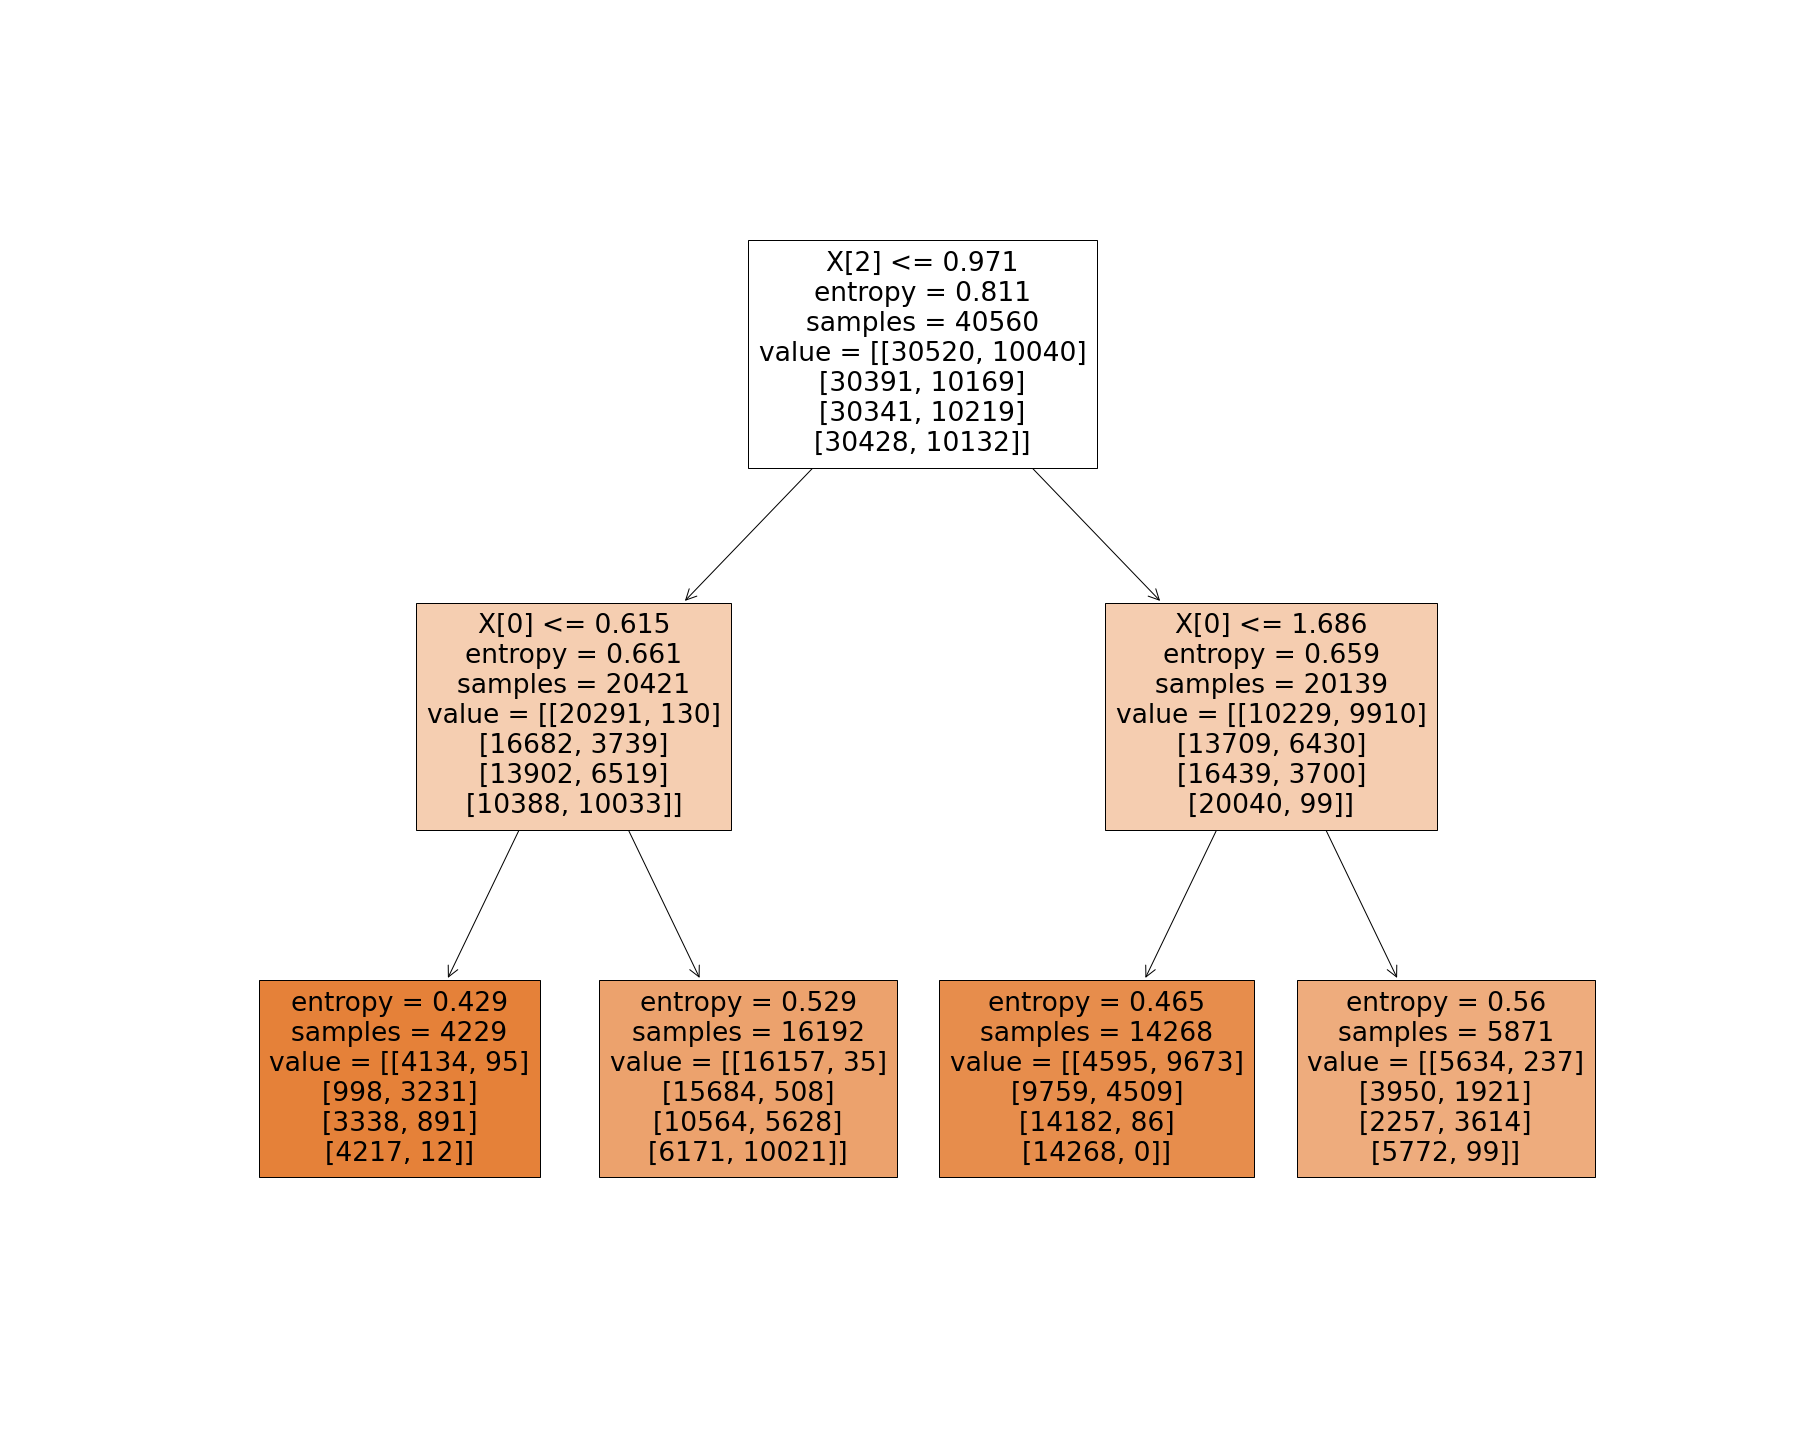 X[2] <= 0.971
entropy = 0.811
samples = 40560
value = [[30520, 10040]
[30391, 10169]
[30341, 10219]
[30428, 10132]]
X[0] <= 0.615
entropy = 0.661
samples = 20421
value = [[20291, 130]
[16682, 3739]
[13902, 6519]
[10388, 10033]]
X[0] <= 1.686
entropy = 0.659
samples = 20139
value = [[10229, 9910]
[13709, 6430]
[16439, 3700]
[20040, 99]]
entropy = 0.429
samples = 4229
value = [[4134, 95]
[998, 3231]
[3338, 891]
[4217, 12]]
entropy = 0.529
samples = 16192
value = [[16157, 35]
[15684, 508]
[10564, 5628]
[6171, 10021]]
entropy = 0.465
samples = 14268
value = [[4595, 9673]
[9759, 4509]
[14182, 86]
[14268, 0]]
entropy = 0.56
samples = 5871
value = [[5634, 237]
[3950, 1921]
[2257, 3614]
[5772, 99]]